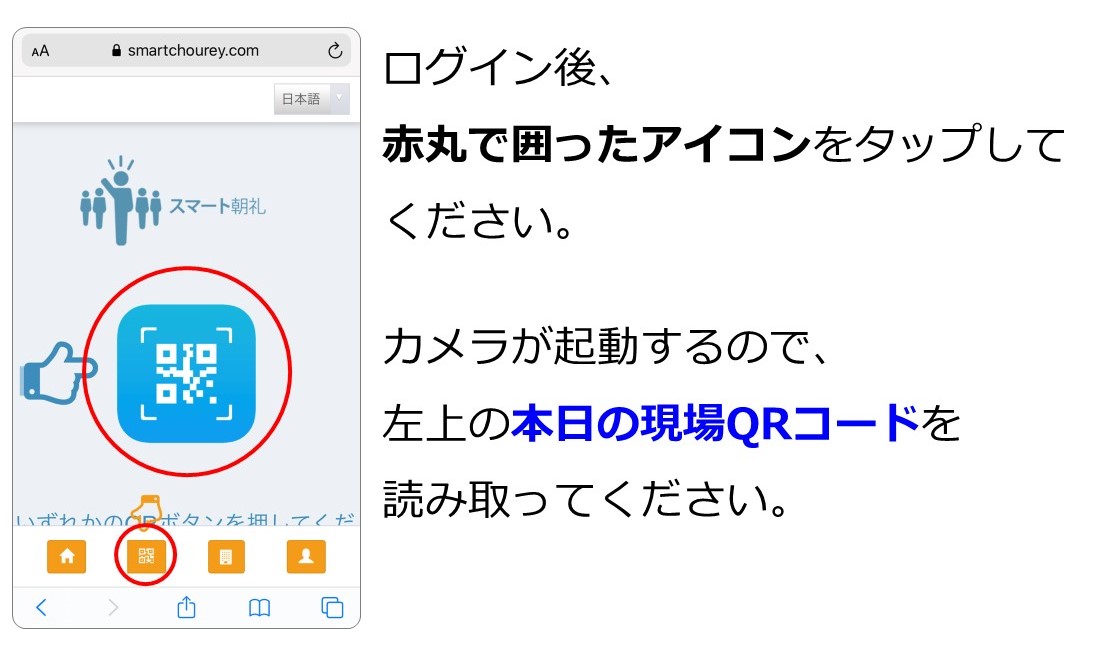 AA smartchourey.com
日本語
スマート朝礼
いずれかのQRボタンを押してくだ
ログイン後、
赤丸で囲ったアイコンをタップして
ください。
カメラが起動するので、
左上の本日の現場QRコードを
読み取ってください。